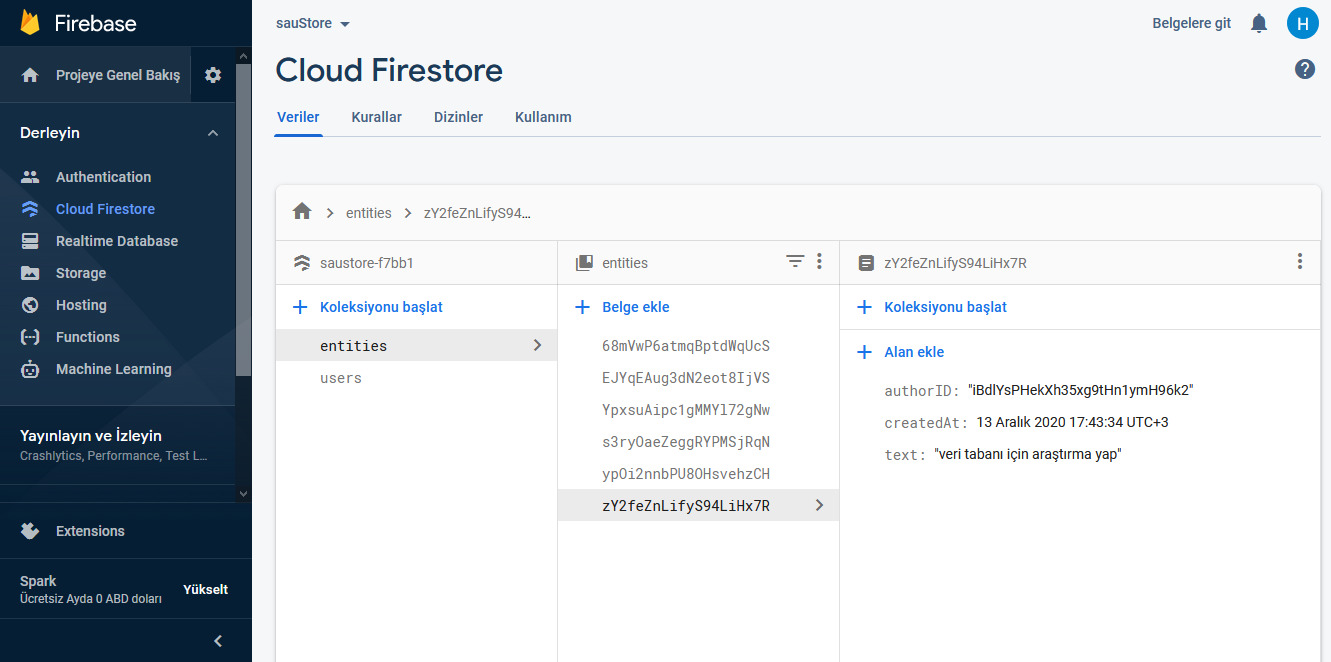 Firebase
Projeye Genel Bakış
Derleyin
Authentication
Cloud Firestore
Realtime Database
Storage
Hosting
Functions
Machine Learning
Yayınlayın ve İzleyin
Crashlytics, Performance, Test L...
Extensions
Spark
Ücretsiz Ayda 0 ABD doları
Yükselt
sauStore
Belgelere git
H
Cloud Firestore
?
Veriler Kurallar Dizinler Kullanım
entities > zY2feZnLifyS94...
saustore-f7bb1
Koleksiyonu başlat
entities
users
entities
Belge ekle
68mVwP6atmqBptdWqUcS
EJYqEAug3dN2eot8IjVS
YpxsuAipc1gMMYl72gNw
s3ryOaeZeggRYPMSjRqN
ypOi2nnbPU8OHsvehzCH
zY2feZnLifyS94LiHx7R
zY2feZnLifyS94LiHx7R
Koleksiyonu başlat
Alan ekle
authorID: "iBdlYsPHekXh35xg9tHn1ymH96k2"
createdAt: 13 Aralık 2020 17:43:34 UTC+3
text: "veri tabanı için araştırma yap"